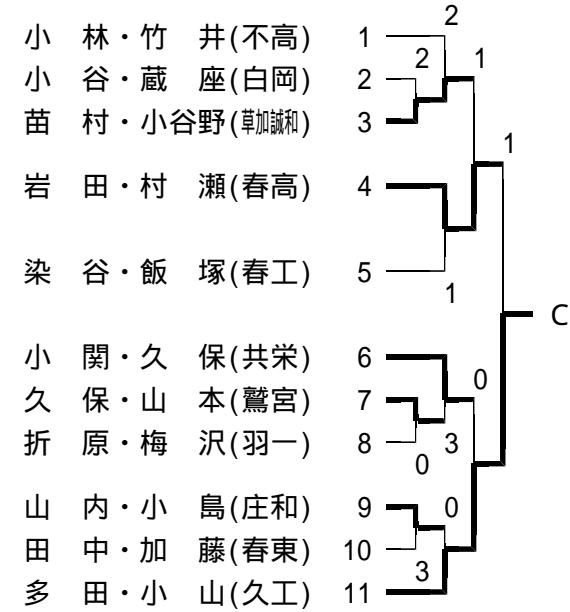 2
小 林・竹 井(不高) 1
2 1
小 谷・蔵 座(白岡) 2
苗 村・小谷野(草加誠和) 3
1
岩 田・村 瀬(春高) 4
染 谷・飯 塚(春工) 5
1
C
小 関・久 保(共栄) 6
0
久 保・山 本(鷲宮) 7
折 原・梅 沢(羽一) 8 3
0
山 内・小 島(庄和) 9 0
田 中・加 藤(春東) 10
3
多 田・小 山(久工) 11